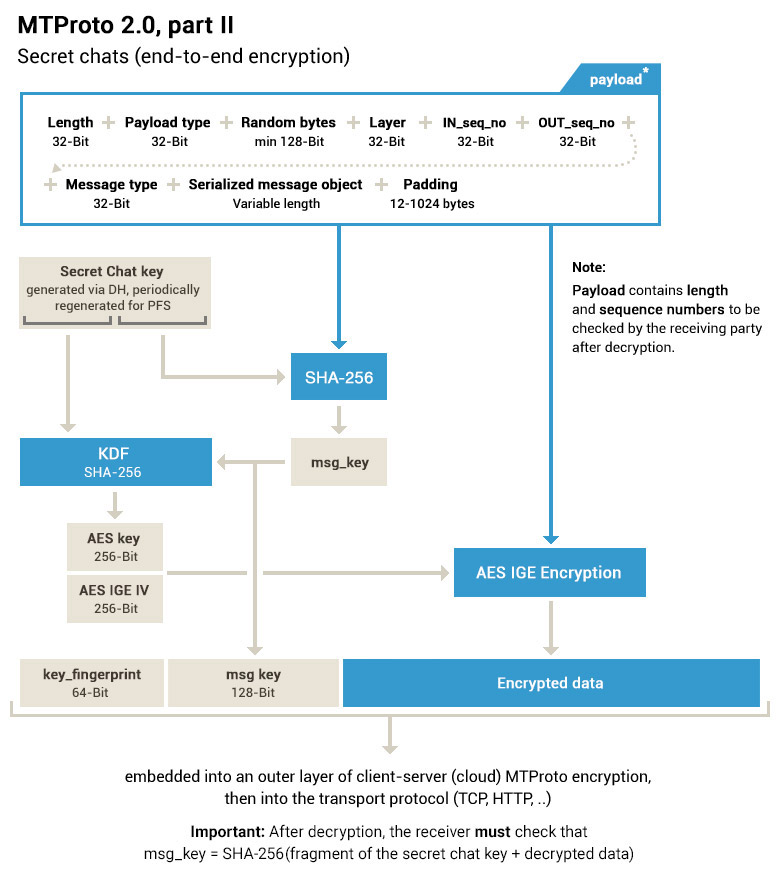 MTProto 2.0, part II
Secret chats (end-to-end encryption)
payload*
Length + Payload type + Random bytes + Layer + IN_seq_no + OUT_seq_no +
32-Bit 32-Bit min 128-Bit 32-Bit 32-Bit 32-Bit
+ Message type + Serialized message object + Padding
32-Bit Variable length 12-1024 bytes
Secret Chat key
generated via DH, periodically
regenerated for PFS
Note:
Payload contains length
and sequence numbers to be
checked by the receiving party
after decryption.
SHA-256
KDF
SHA-256
msg_key
AES key
256-Bit
AES IGE IV
256-Bit
AES IGE Encryption
key_fingerprint
64-Bit
msg key
128-Bit
Encrypted data
embedded into an outer layer of client-server (cloud) MTProto encryption,
then into the transport protocol (TCP, HTTP, ..)
Important: After decryption, the receiver must check that
msg_key = SHA-256(fragment of the secret chat key + decrypted data)